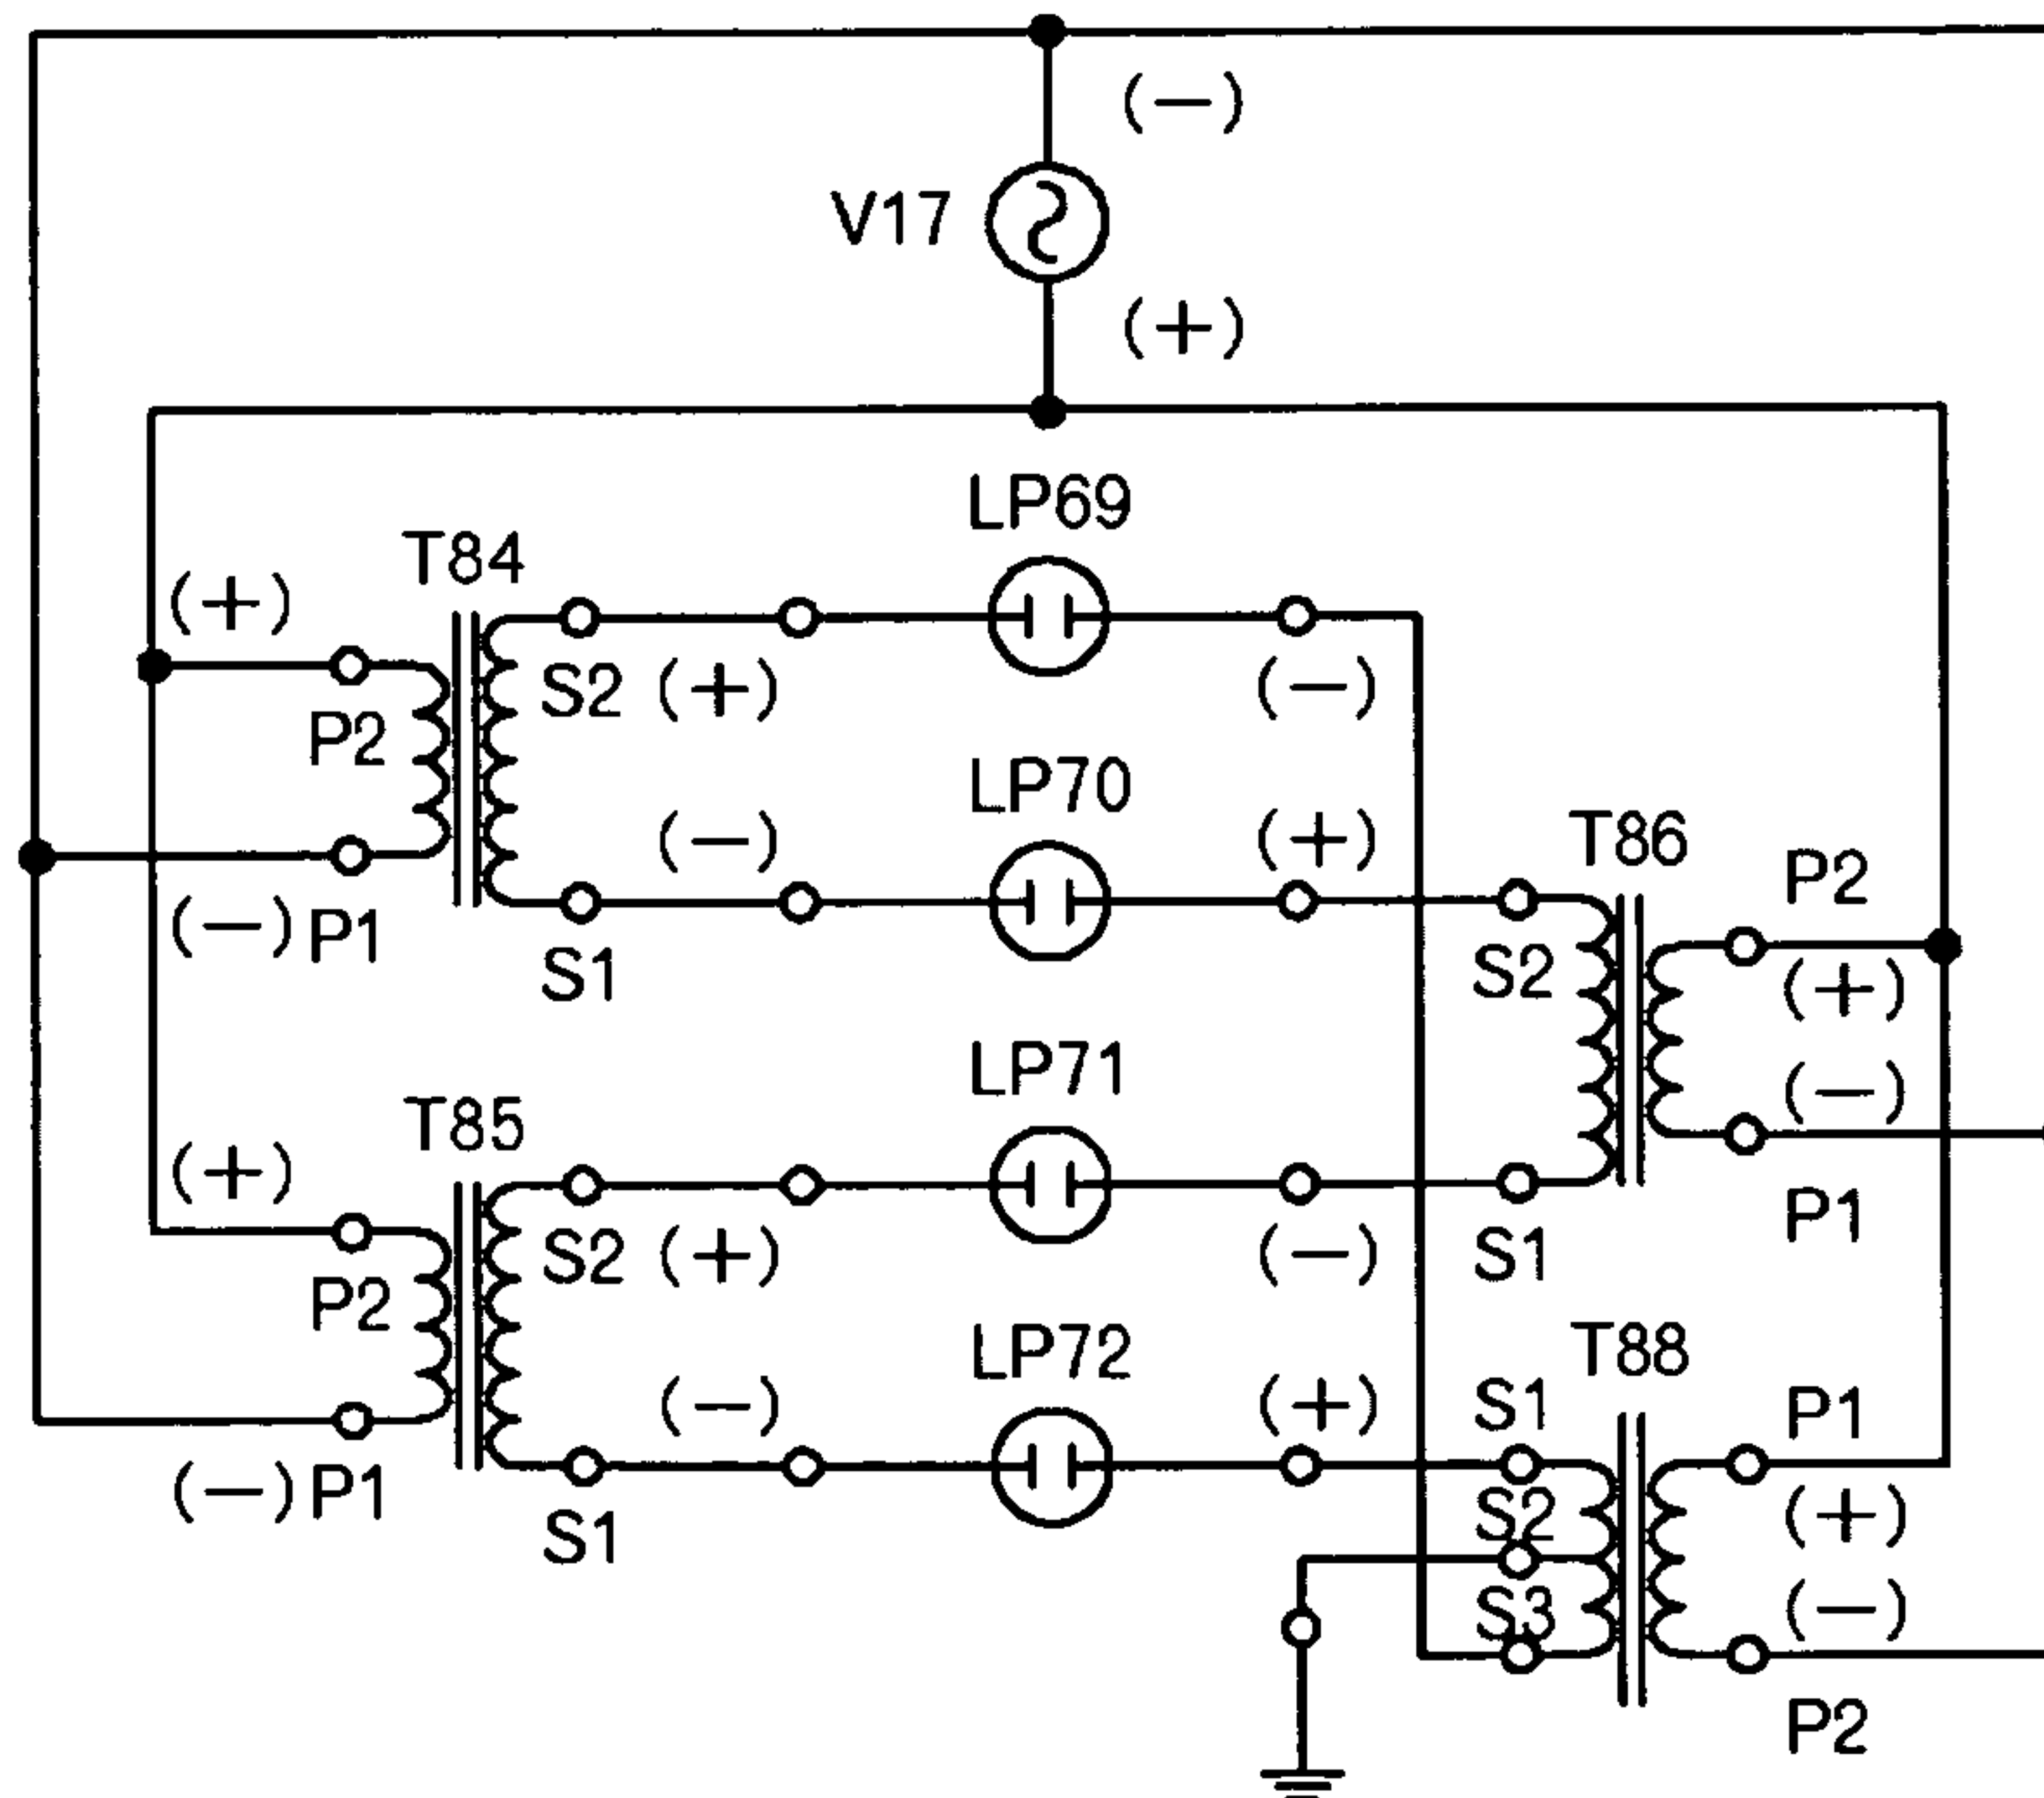 (−)
V17
(+)
LP69
T84
(+)
S2 (+)
(−)
P2
LP70
(−)
(+)
T86
P2
(−) P1
S1
S2
(+)
LP71
(−)
T85
(+)
P1
S2 (+)
(−)
S1
P2
LP72
T88
(−)
(+)
S1
P1
(−) P1
S2
(+)
S1
S3
(−)
P2